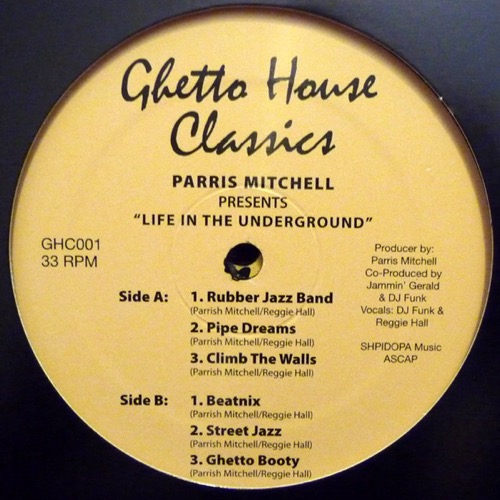 Ghetto House
Classics
PARRIS MITCHELL
PRESENTS
"LIFE IN THE UNDERGROUND"
GHC001
33 RPM
Producer by:
Parris Mitchell
Co-Produced by
Jammin' Gerald
& DJ Funk
Vocals: DJ Funk &
Reggie Hall
SHPIDOPA Music
ASCAP
Side A: 1. Rubber Jazz Band
(Parrish Mitchell/Reggie Hall)
2. Pipe Dreams
(Parrish Mitchell/Reggie Hall)
3. Climb The Walls
(Parrish Mitchell/Reggie Hall)
Side B: 1. Beatnix
(Parrish Mitchell/Reggie Hall)
2. Street Jazz
(Parrish Mitchell/Reggie Hall)
3. Ghetto Booty
(Parrish Mitchell/Reggie Hall)